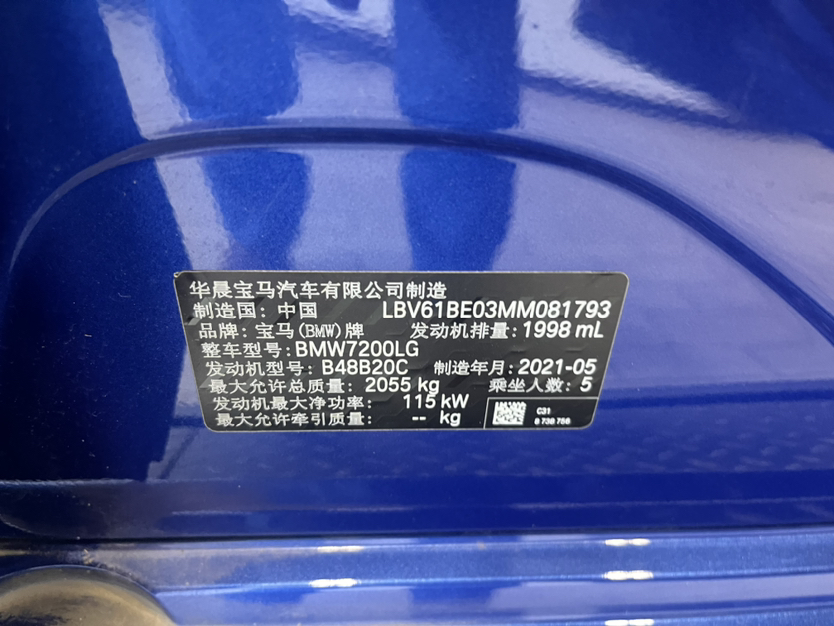 华晨宝马汽车有限公司制造
制造国：中国 LBV61BE03MM081793
品牌：宝马(BMW)牌 发动机排量：1998 mL
整车型号：BMW7200LG
发动机型号：B48B20C 制造年月：2021-05
最大允许总质量：2055 kg 乘坐人数：5
发动机最大净功率：115 kW
最大允许牵引质量：-- kg
C31
8 738 756